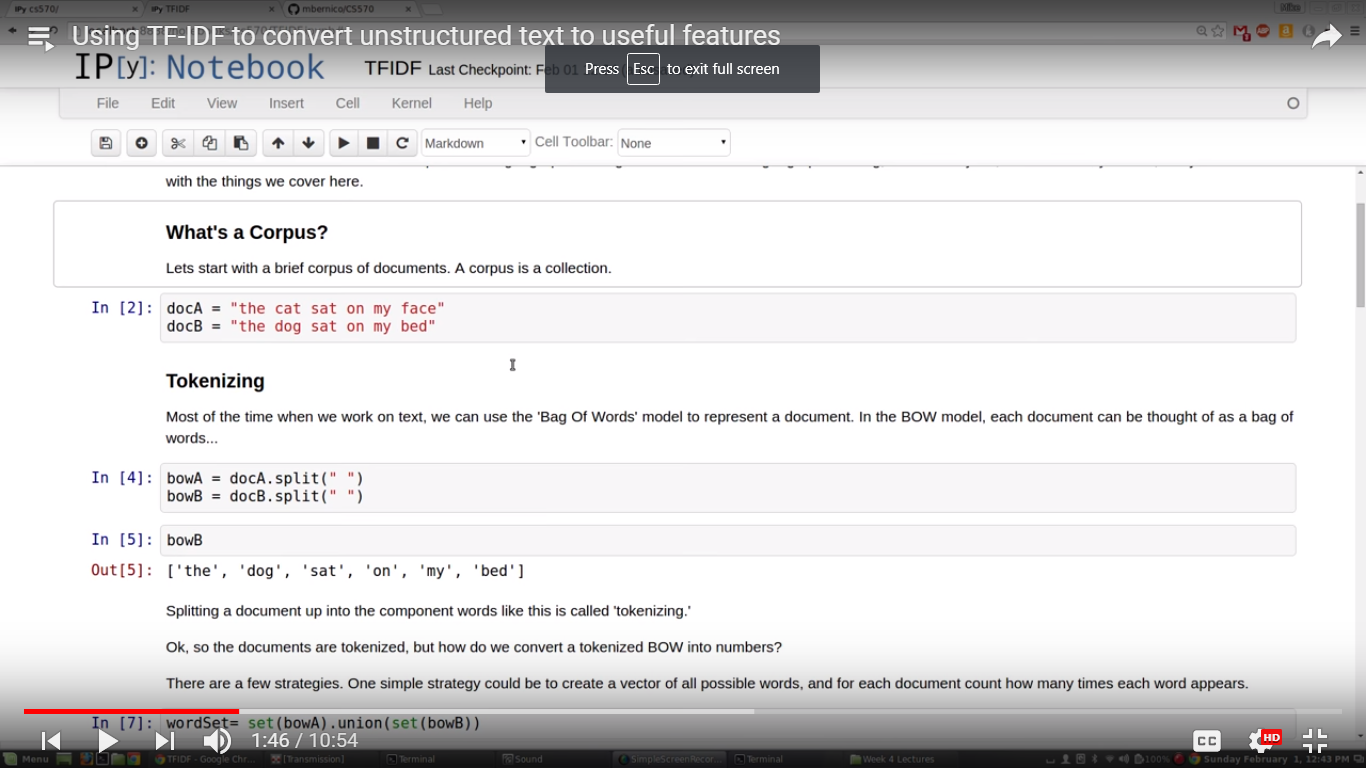 IPy cs570/ × IPy TFIDF × mbernico/CS570 ×
Using TF-IDF to convert unstructured text to useful features
IP[y]: Notebook TFIDF Last Checkpoint: Feb 01
Press Esc to exit full screen
File Edit View Insert Cell Kernel Help
Markdown Cell Toolbar: None
with the things we cover here.
What's a Corpus?
Lets start with a brief corpus of documents. A corpus is a collection.
In [2]: docA = "the cat sat on my face"
docB = "the dog sat on my bed"
Tokenizing
Most of the time when we work on text, we can use the 'Bag Of Words' model to represent a document. In the BOW model, each document can be thought of as a bag of
words...
In [4]: bowA = docA.split(" ")
bowB = docB.split(" ")
In [5]: bowB
Out[5]: ['the', 'dog', 'sat', 'on', 'my', 'bed']
Splitting a document up into the component words like this is called 'tokenizing.'
Ok, so the documents are tokenized, but how do we convert a tokenized BOW into numbers?
There are a few strategies. One simple strategy could be to create a vector of all possible words, and for each document count how many times each word appears.
In [7]: wordSet= set(bowA).union(set(bowB))
1:46 / 10:54 CC HD
Menu TFIDF - Google Chr... [Transmission] Terminal Sound SimpleScreenRecor... Terminal Week 4 Lectures 100% Sunday February 1, 12:43 PM